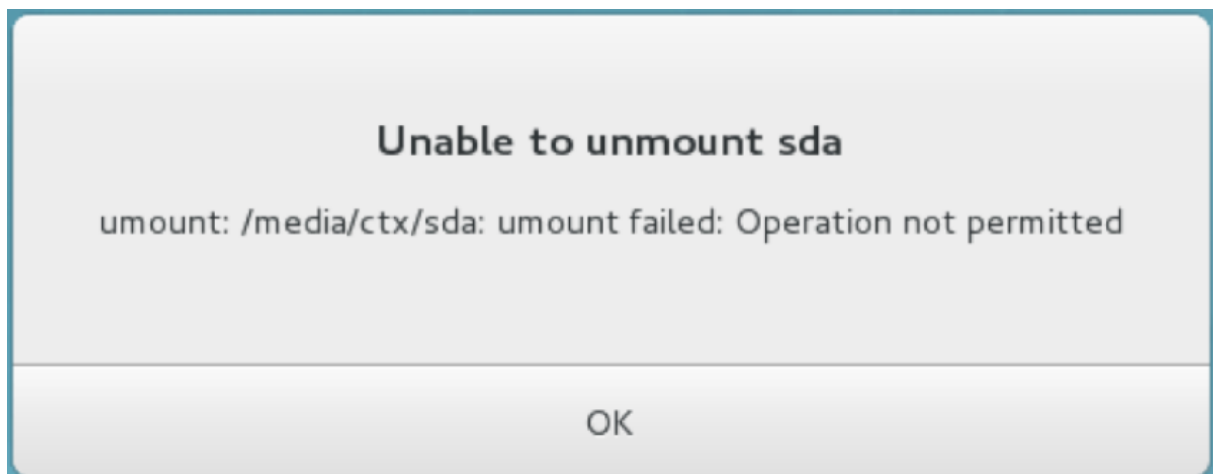 Unable to unmount sda
umount: /media/ctx/sda: umount failed: Operation not permitted
OK